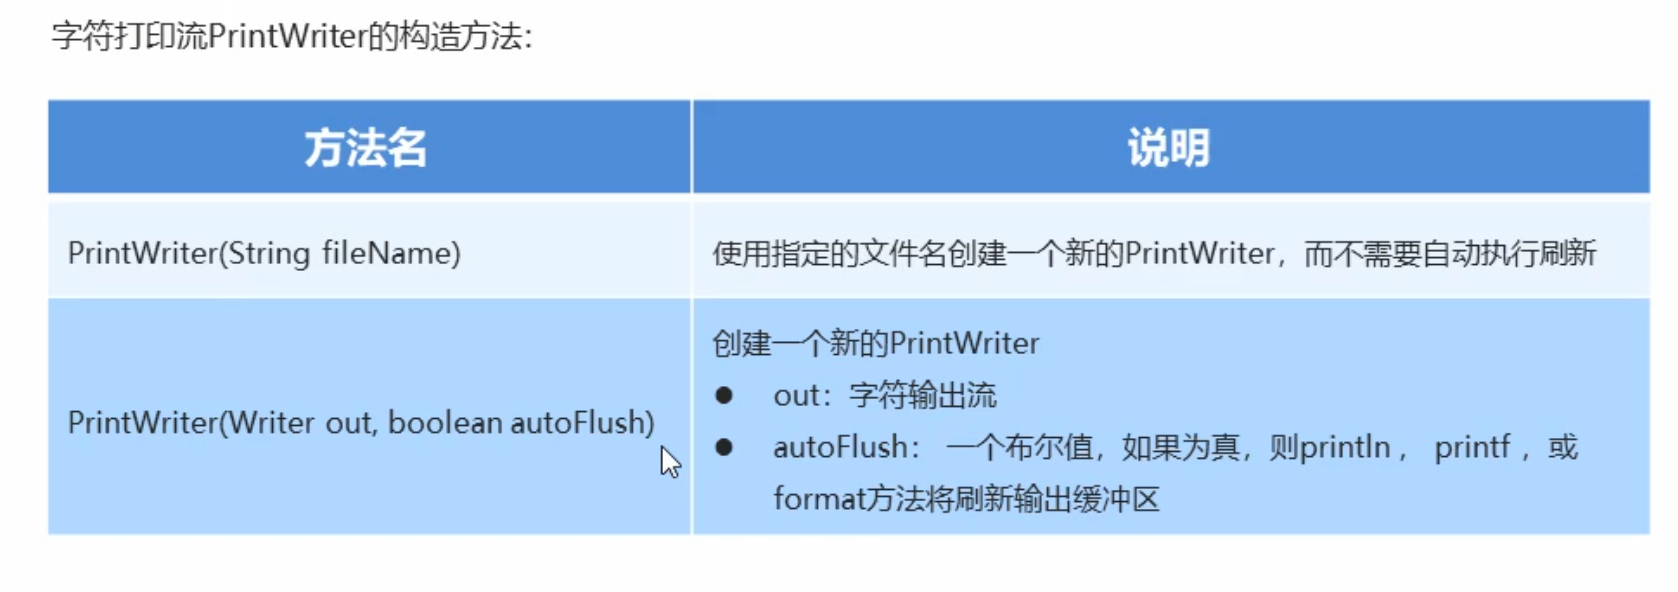 字符打印流PrintWriter的构造方法：
方法名
说明
PrintWriter(String fileName)
使用指定的文件名创建一个新的PrintWriter，而不需要自动执行刷新
PrintWriter(Writer out, boolean autoFlush)
创建一个新的PrintWriter
● out：字符输出流
● autoFlush： 一个布尔值，如果为真，则println ， printf ，或
format方法将刷新输出缓冲区